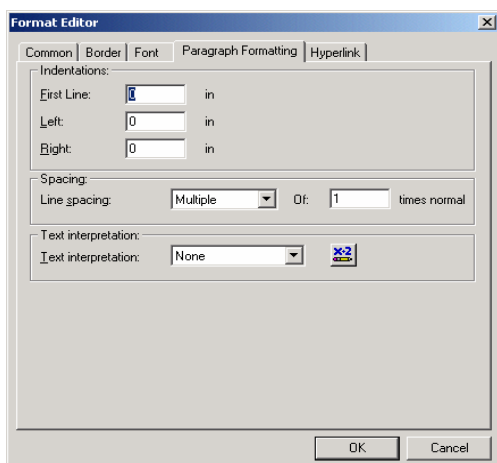 Format Editor
Common Border Font Paragraph Formatting Hyperlink
Indentations:
First Line: 0 in
Left: 0 in
Right: 0 in
Spacing:
Line spacing: Multiple Of: 1 times normal
Text interpretation:
Text interpretation: None x-2
OK Cancel